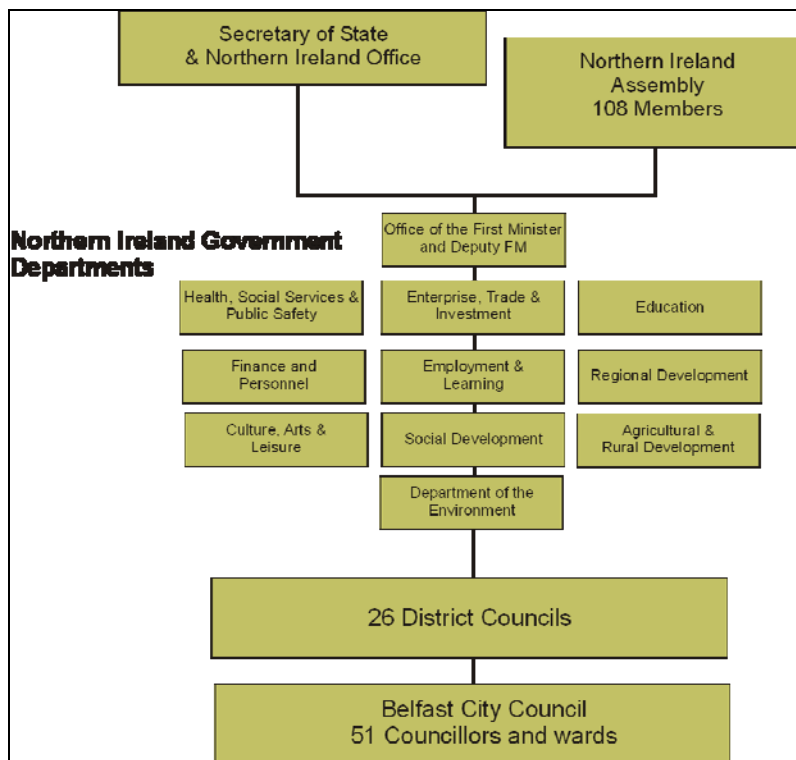 Secretary of State
& Northern Ireland Office
Northern Ireland
Assembly
108 Members
Northern Ireland Government
Departments
Office of the First Minister
and Deputy FM
Health, Social Services &
Public Safety
Enterprise, Trade &
Investment
Education
Finance and
Personnel
Employment &
Learning
Regional Development
Culture, Arts &
Leisure
Social Development
Agricultural &
Rural Development
Department of the
Environment
26 District Councils
Belfast City Council
51 Councillors and wards